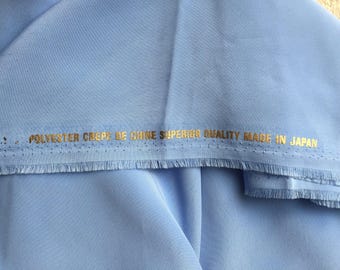 POLYESTER CREPE DE CHINE SUPERIOR QUALITY MADE IN JAPAN